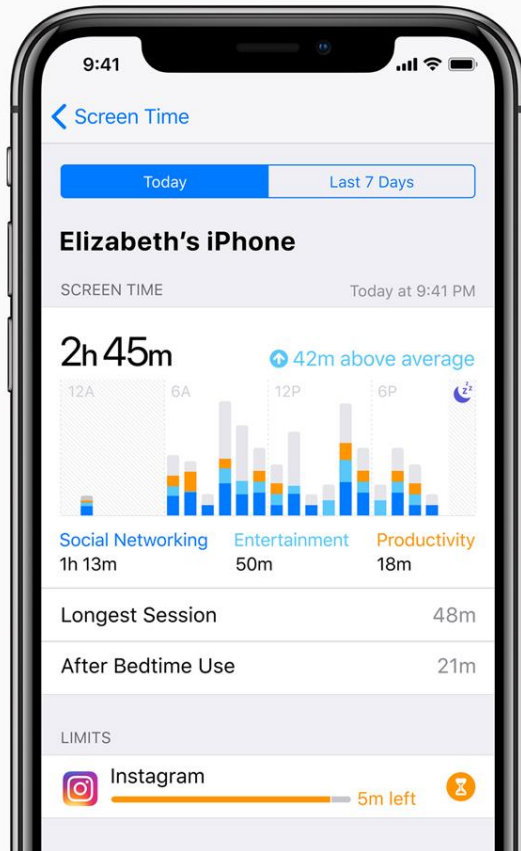 9:41
Screen Time
Today Last 7 Days
Elizabeth’s iPhone
SCREEN TIME Today at 9:41 PM
2h 45m 42m above average
12A 6A 12P 6P zz
Social Networking Entertainment Productivity
1h 13m 50m 18m
Longest Session 48m
After Bedtime Use 21m
LIMITS
Instagram
5m left